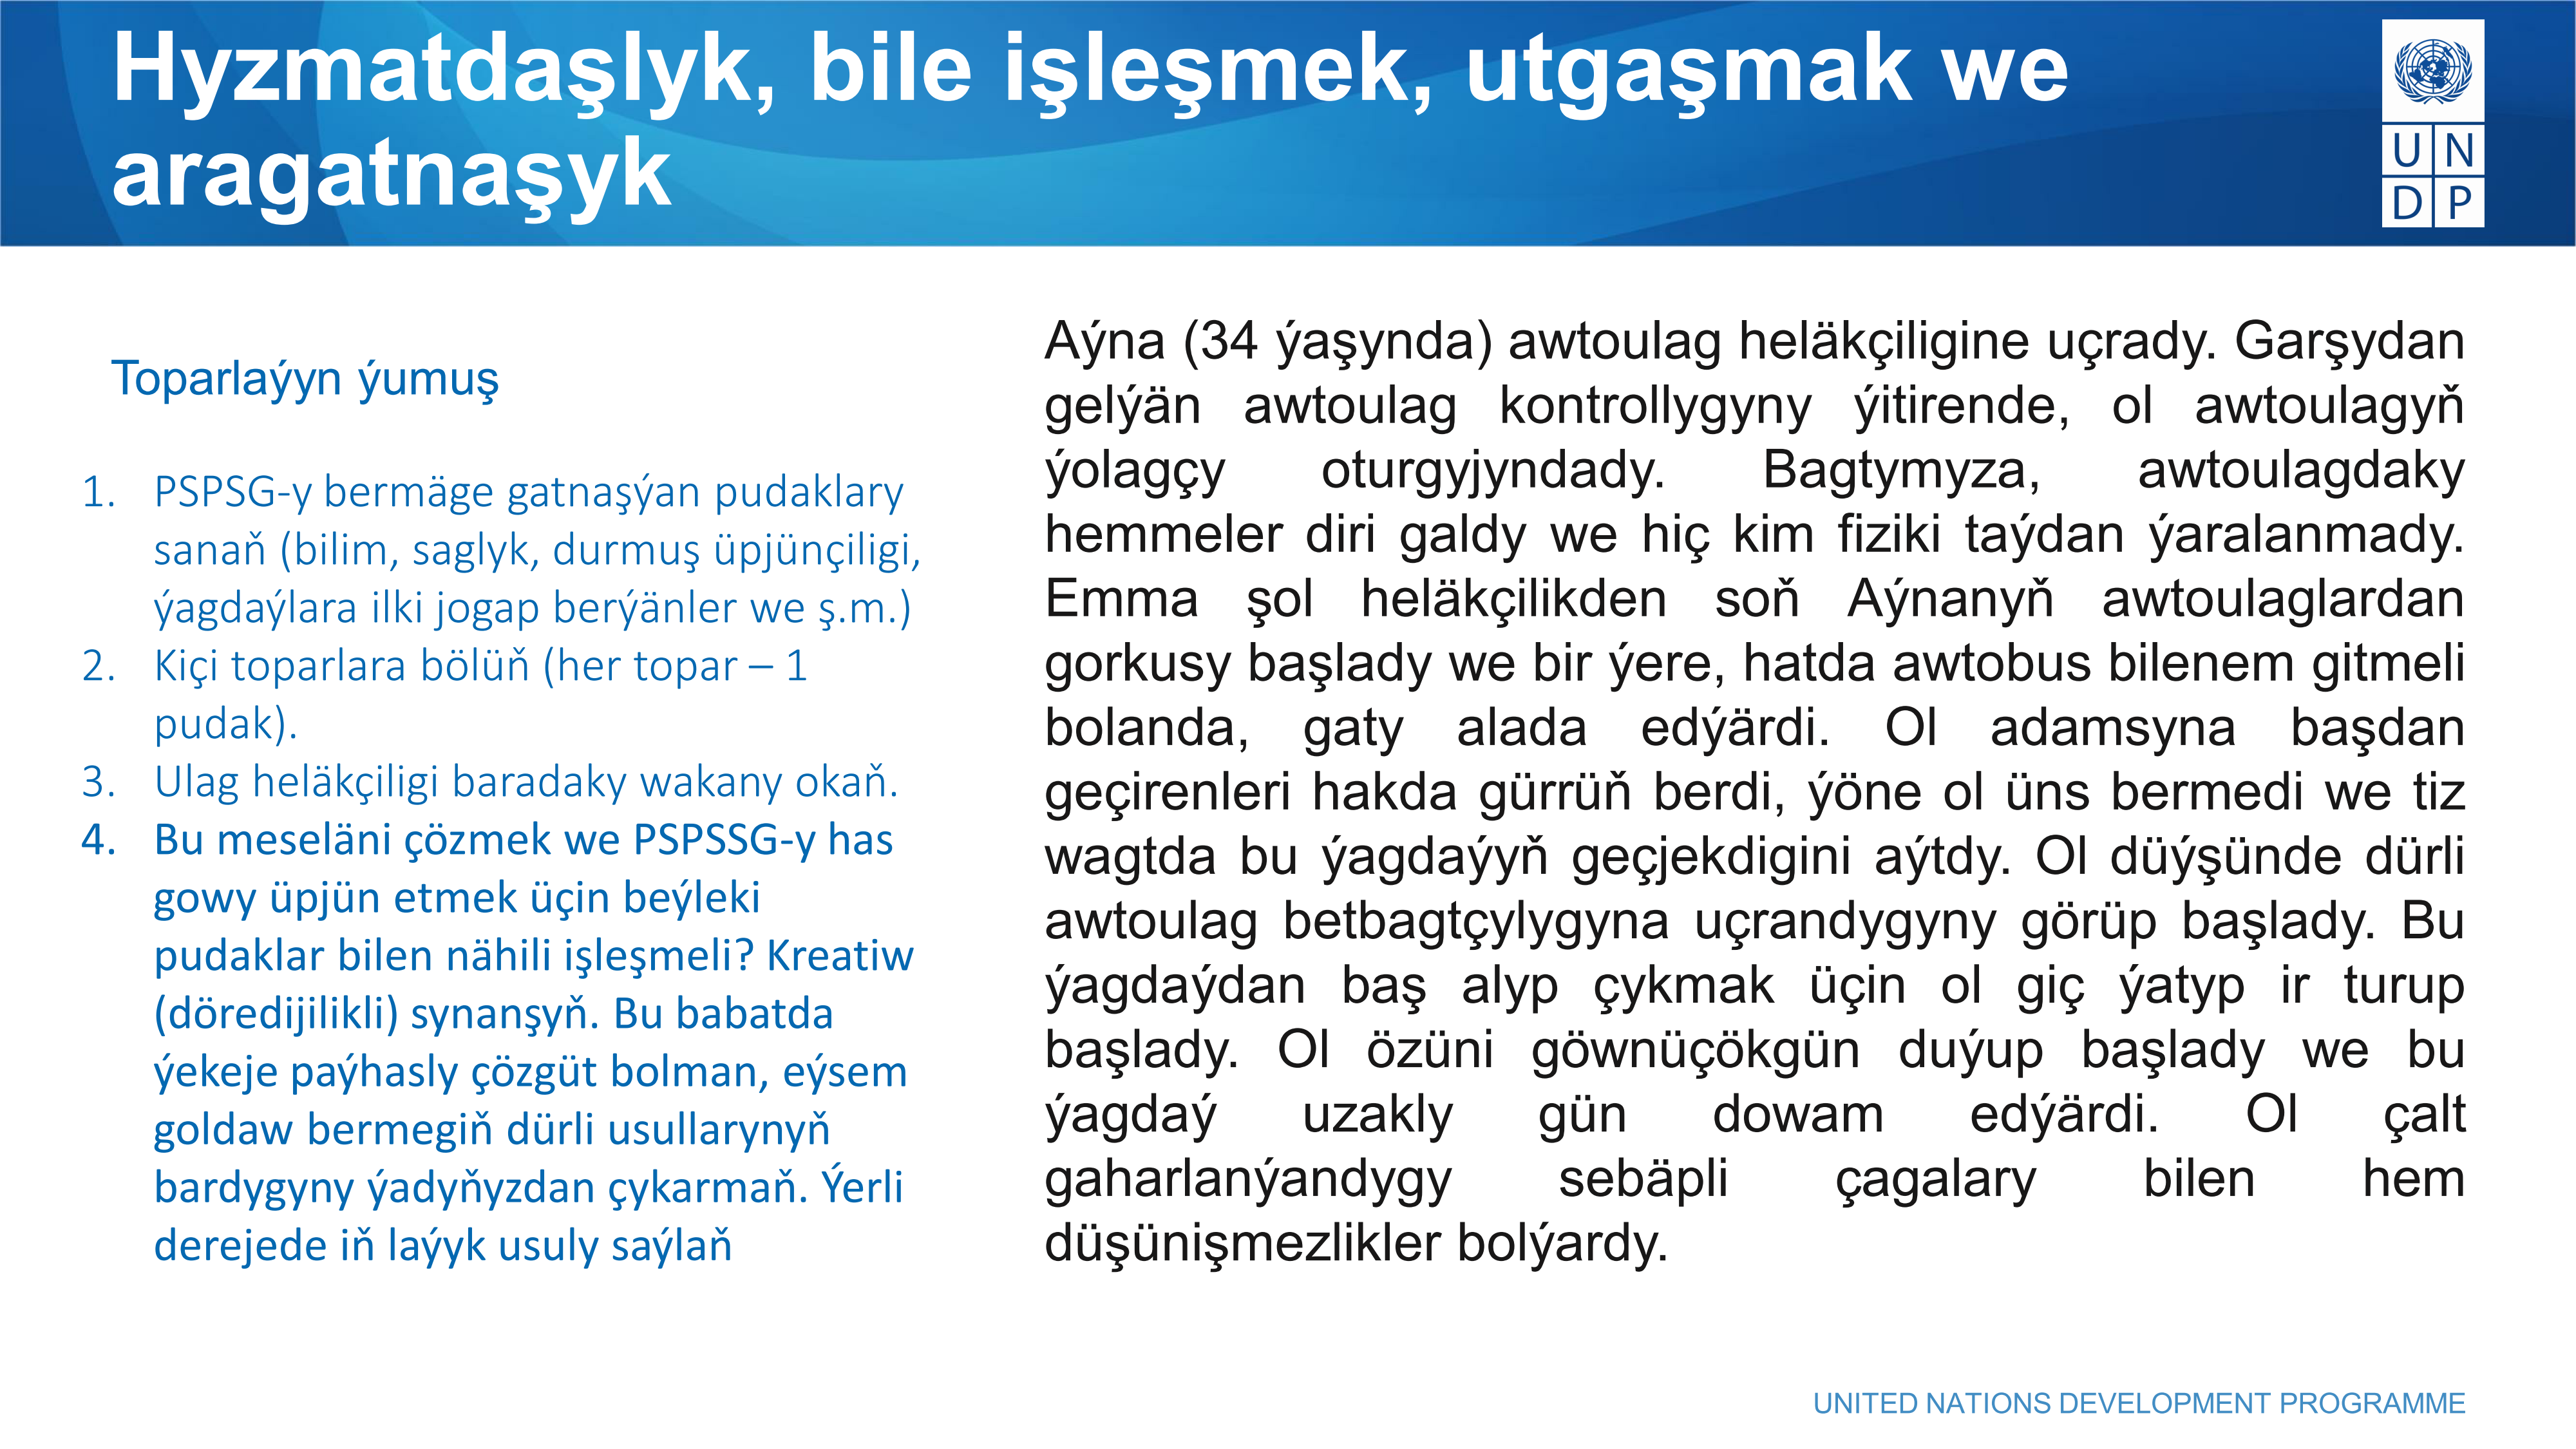 Hyzmatdaşlyk, bile işleşmek, utgaşmak we
aragatnaşyk
U N
D P
Toparlaýyn ýumuş
1. PSPSG-y bermäge gatnaşýan pudaklary
sanaň (bilim, saglyk, durmuş üpjünçiligi,
ýagdaýlara ilki jogap berýänler we ş.m.)
2. Kiçi toparlara bölüň (her topar – 1
pudak).
3. Ulag heläkçiligi baradaky wakany okaň.
4. Bu meseläni çözmek we PSPSSG-y has
gowy üpjün etmek üçin beýleki
pudaklar bilen nähili işleşmeli? Kreatiw
(döredijilikli) synanşyň. Bu babatda
ýekeje paýhasly çözgüt bolman, eýsem
goldaw bermegiň dürli usullarynyň
bardygyny ýadyňyzdan çykarmaň. Ýerli
derejede iň laýyk usuly saýlaň
Aýna (34 ýaşynda) awtoulag heläkçiligine uçrady. Garşydan
gelýän awtoulag kontrollygyny ýitirende, ol awtoulagyň
ýolagçy oturgyjyndady. Bagtymyza, awtoulagdaky
hemmeler diri galdy we hiç kim fiziki taýdan ýaralanmady.
Emma şol heläkçilikden soň Aýnanyň awtoulaglardan
gorkusy başlady we bir ýere, hatda awtobus bilenem gitmeli
bolanda, gaty alada edýärdi. Ol adamsyna başdan
geçirenleri hakda gürrüň berdi, ýöne ol üns bermedi we tiz
wagtda bu ýagdaýyň geçjekdigini aýtdy. Ol düýşünde dürli
awtoulag betbagtçylygyna uçrandygyny görüp başlady. Bu
ýagdaýdan baş alyp çykmak üçin ol giç ýatyp ir turup
başlady. Ol özüni göwnüçökgün duýup başlady we bu
ýagdaý uzakly gün dowam edýärdi. Ol çalt
gaharlanýandygy sebäpli çagalary bilen hem
düşünişmezlikler bolýardy.
UNITED NATIONS DEVELOPMENT PROGRAMME